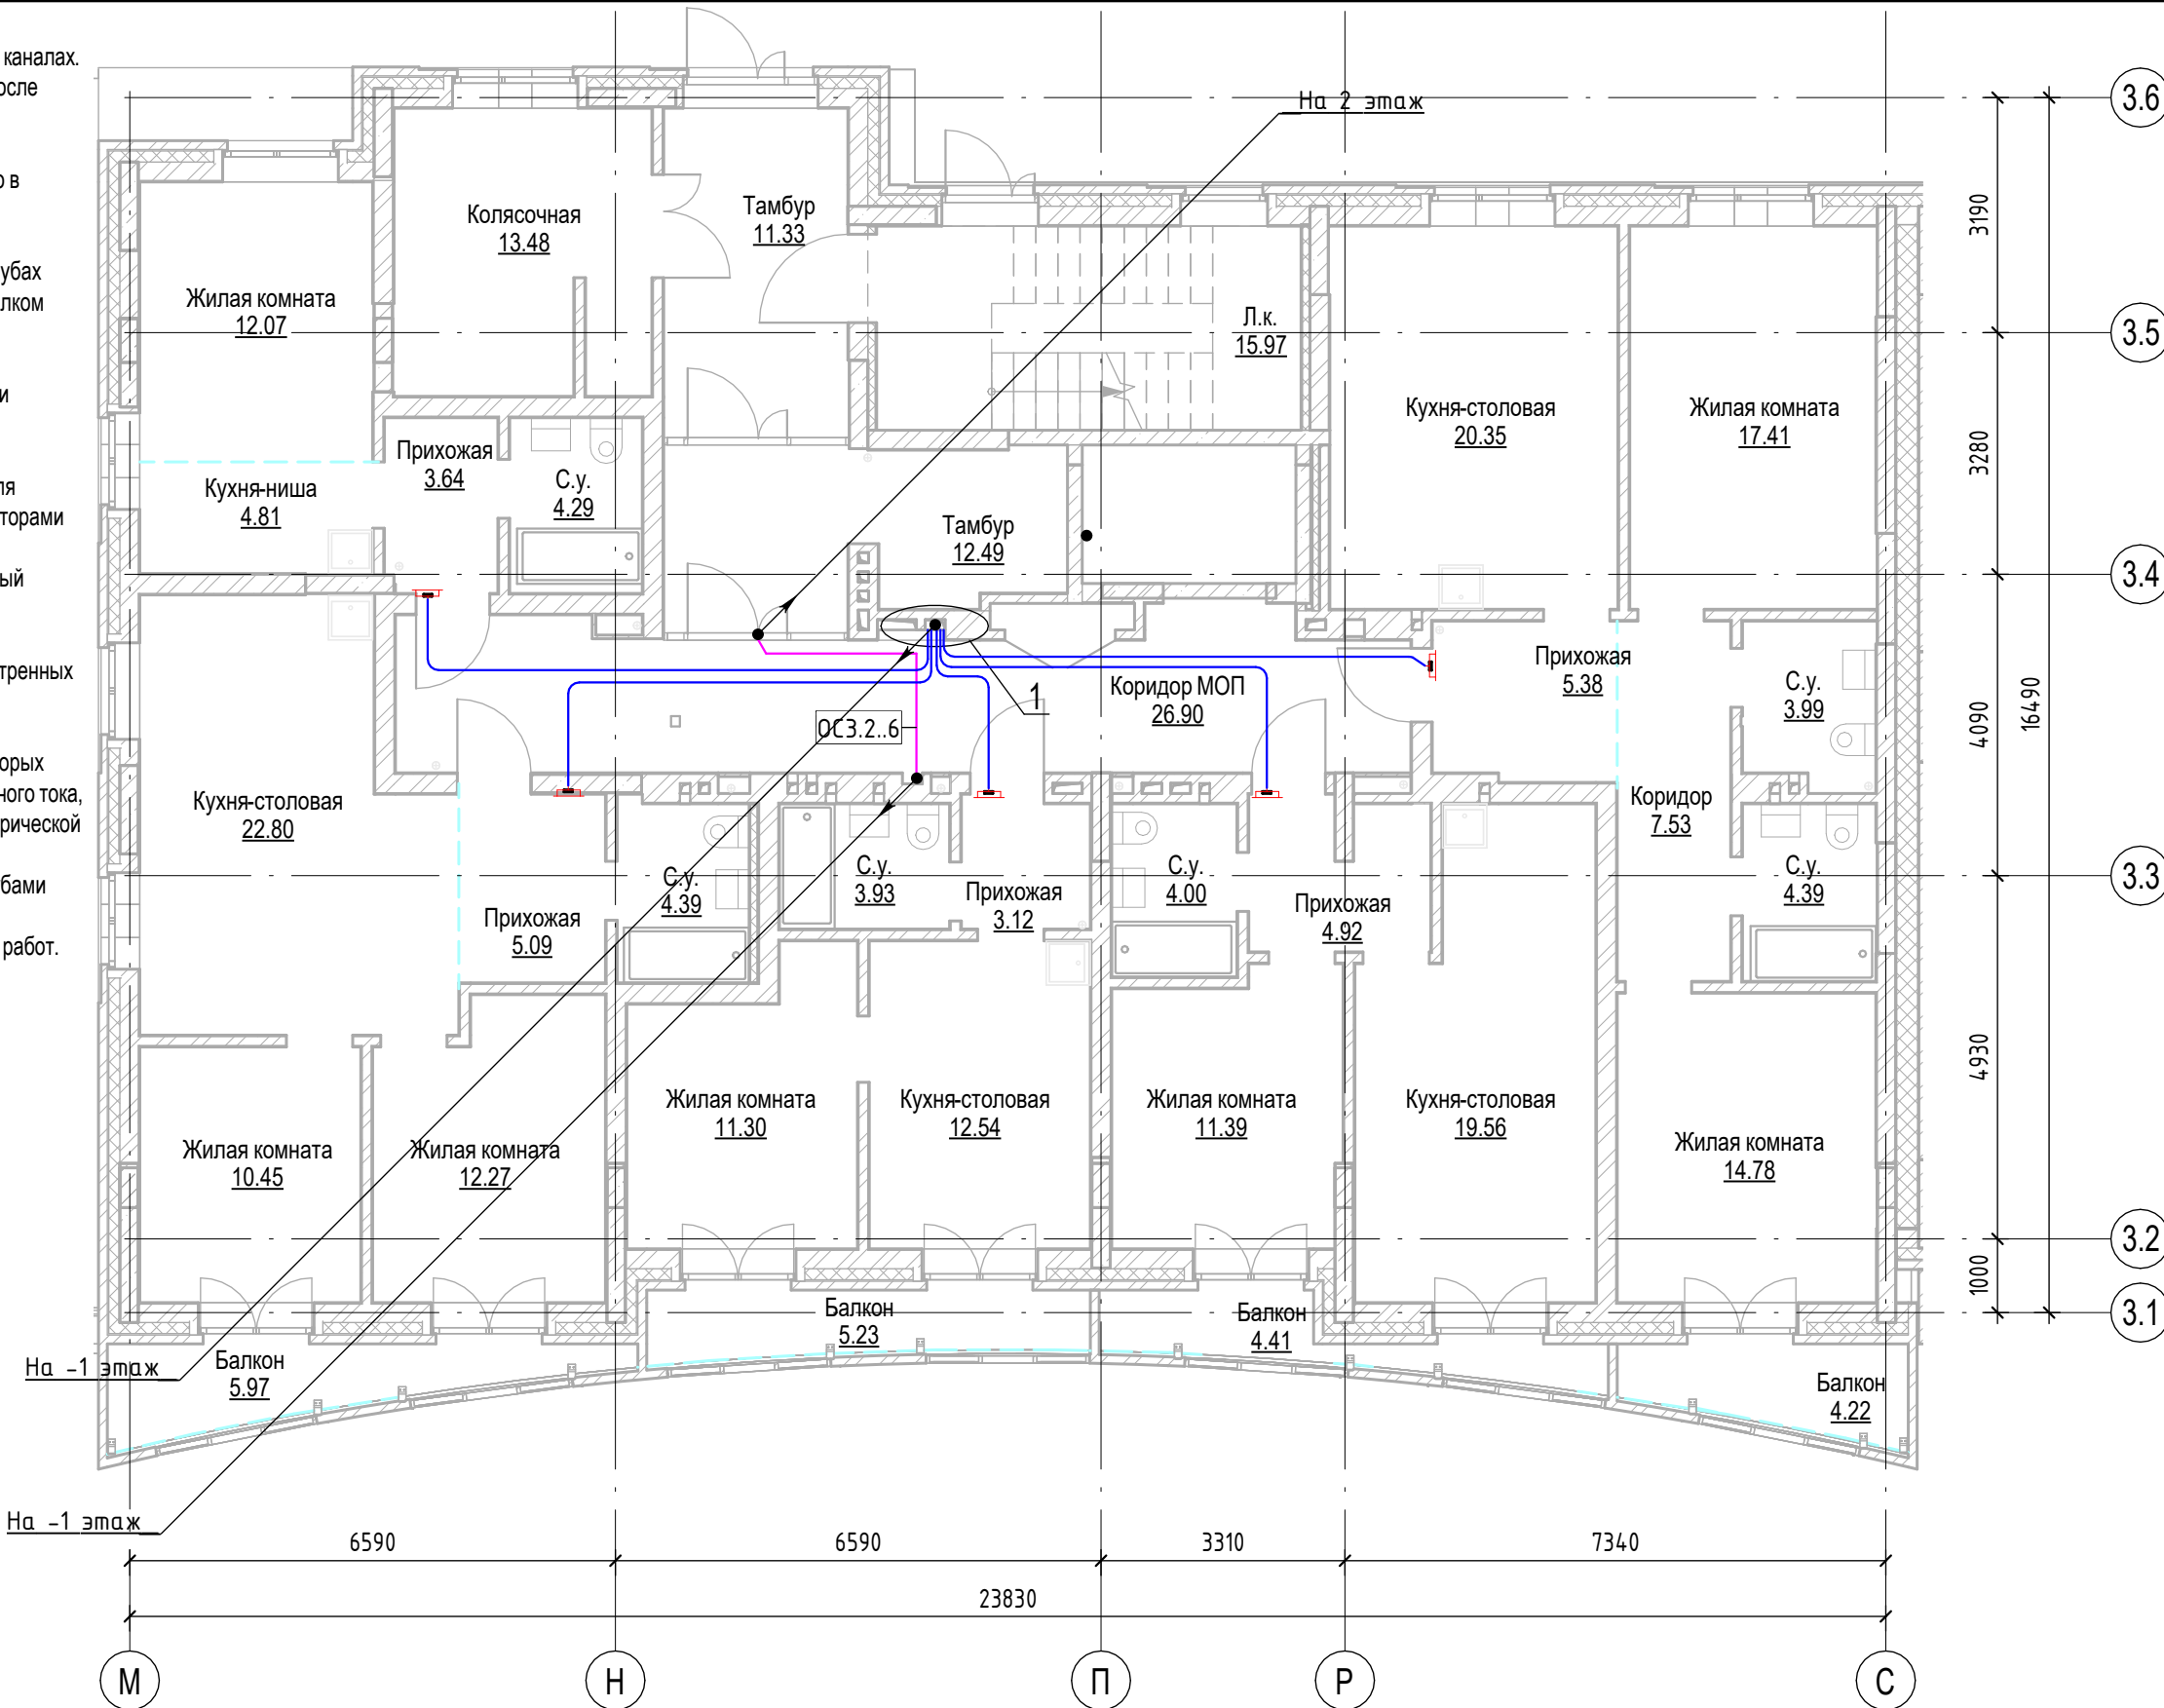 каналах.
осле
о в
убах
лком
и
ля
торами
ый
тренных
орых
ного тока,
рической
бами
работ.
На 2 этаж
3.6
3.5
3.4
3.3
3.2
3.1
3190
3280
4090
4930
1000
16490
Колясочная
13.48
Тамбур
11.33
Жилая комната
12.07
Л.к.
15.97
Кухня-столовая
20.35
Жилая комната
17.41
Прихожая
3.64
С.у.
4.29
Кухня-ниша
4.81
Тамбур
12.49
Прихожая
5.38
С.у.
3.99
Коридор МОП
26.90
1
ОС3.2..6
Кухня-столовая
22.80
Коридор
7.53
С.у.
4.39
С.у.
3.93
Прихожая
3.12
С.у.
4.00
Прихожая
4.92
С.у.
4.39
Прихожая
5.09
Жилая комната
11.30
Кухня-столовая
12.54
Жилая комната
11.39
Кухня-столовая
19.56
Жилая комната
10.45
Жилая комната
12.27
Жилая комната
14.78
Балкон
5.23
Балкон
4.41
Балкон
5.97
Балкон
4.22
На -1 этаж
На -1 этаж
6590
6590
3310
7340
23830
М
Н
П
Р
С